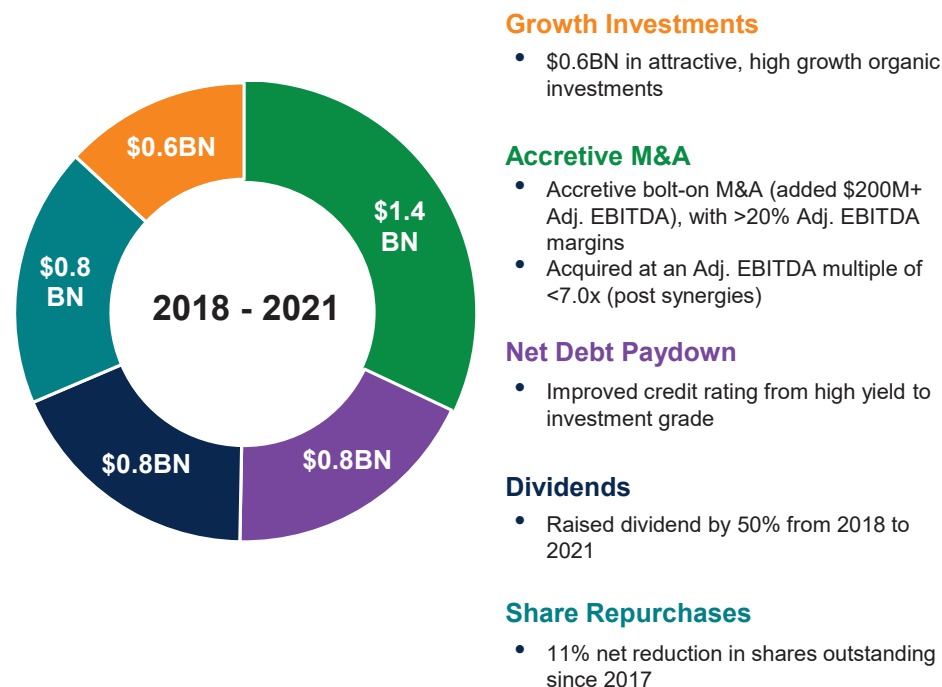 $0.6BN
$1.4
BN
$0.8
BN
2018 - 2021
$0.8BN
$0.8BN
Growth Investments
• $0.6BN in attractive, high growth organic
investments
Accretive M&A
• Accretive bolt-on M&A (added $200M+
Adj. EBITDA), with >20% Adj. EBITDA
margins
• Acquired at an Adj. EBITDA multiple of
<7.0x (post synergies)
Net Debt Paydown
• Improved credit rating from high yield to
investment grade
Dividends
• Raised dividend by 50% from 2018 to
2021
Share Repurchases
• 11% net reduction in shares outstanding
since 2017